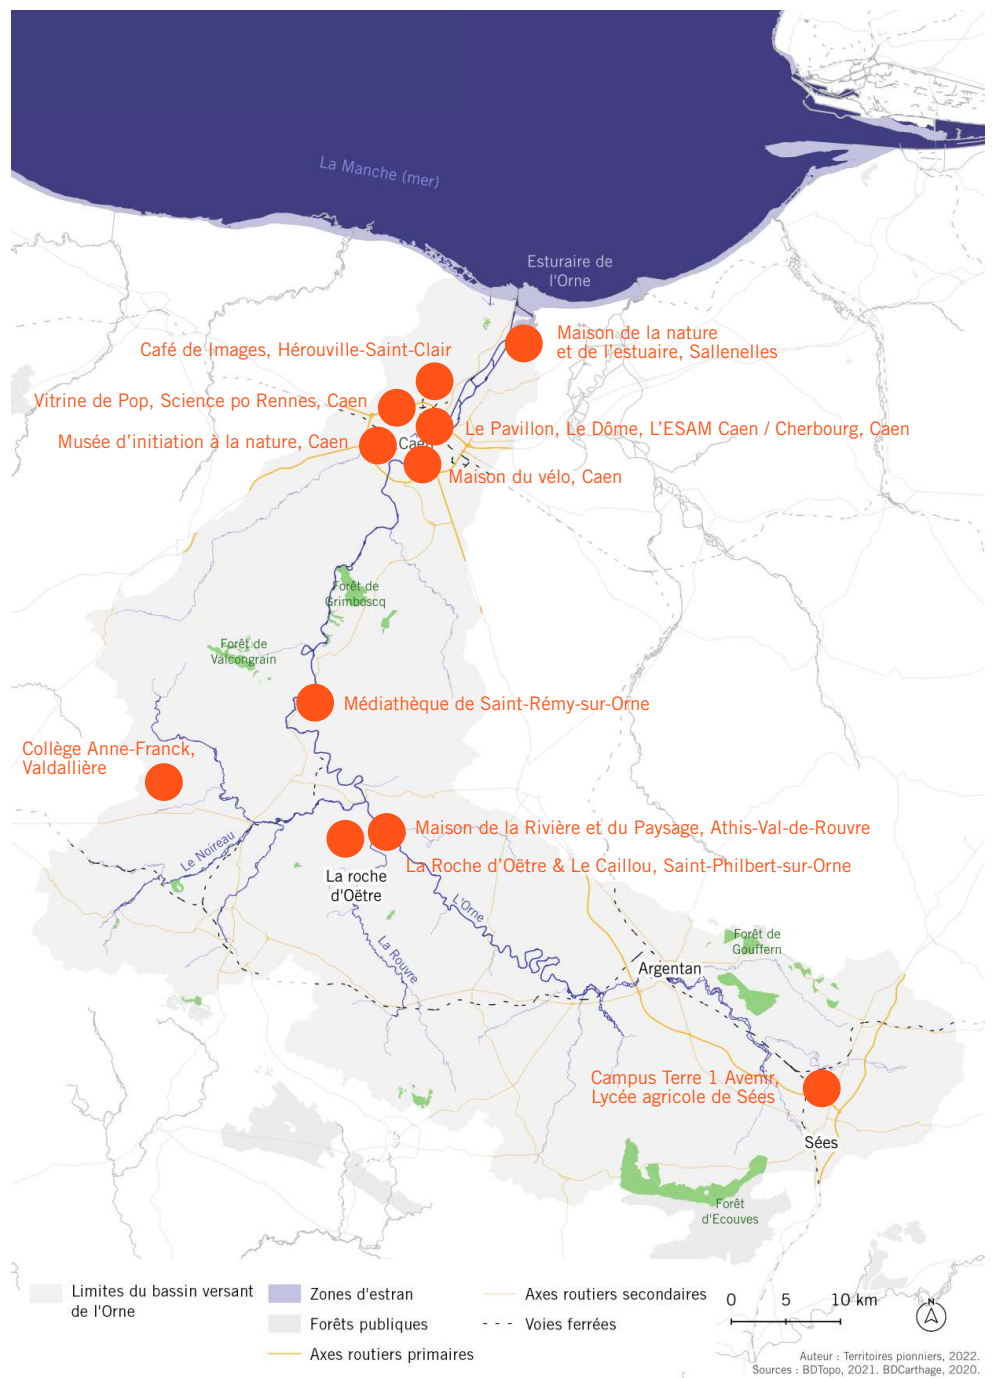 La Manche (mer)
Esturaire de
l'Orne
Maison de la nature
et de l'estuaire, Sallenelles
Café de Images, Hérouville-Saint-Clair
Vitrine de Pop, Science po Rennes, Caen
Le Pavillon, Le Dôme, L'ESAM Caen / Cherbourg, Caen
Musée d'initiation à la nature, Caen
Caen
Maison du vélo, Caen
Forêt de
Grimboscq
Forêt de
Valcongrain
Médiathèque de Saint-Rémy-sur-Orne
Collège Anne-Franck,
Valdallière
Maison de la Rivière et du Paysage, Athis-Val-de-Rouvre
Le Noireau
La Roche d'Oëtre & Le Caillou, Saint-Philbert-sur-Orne
La roche
d'Oëtre
L'Orne
La Rouvre
Forêt de
Gouffern
Argentan
Campus Terre 1 Avenir,
Lycée agricole de Sées
Sées
Forêt
d'Ecouves
Limites du bassin versant
de l'Orne
Zones d'estran
Forêts publiques
Axes routiers primaires
Axes routiers secondaires
Voies ferrées
0 5 10 km
N
Auteur : Territoires pionniers, 2022.
Sources : BDTopo, 2021. BDCarthage, 2020.